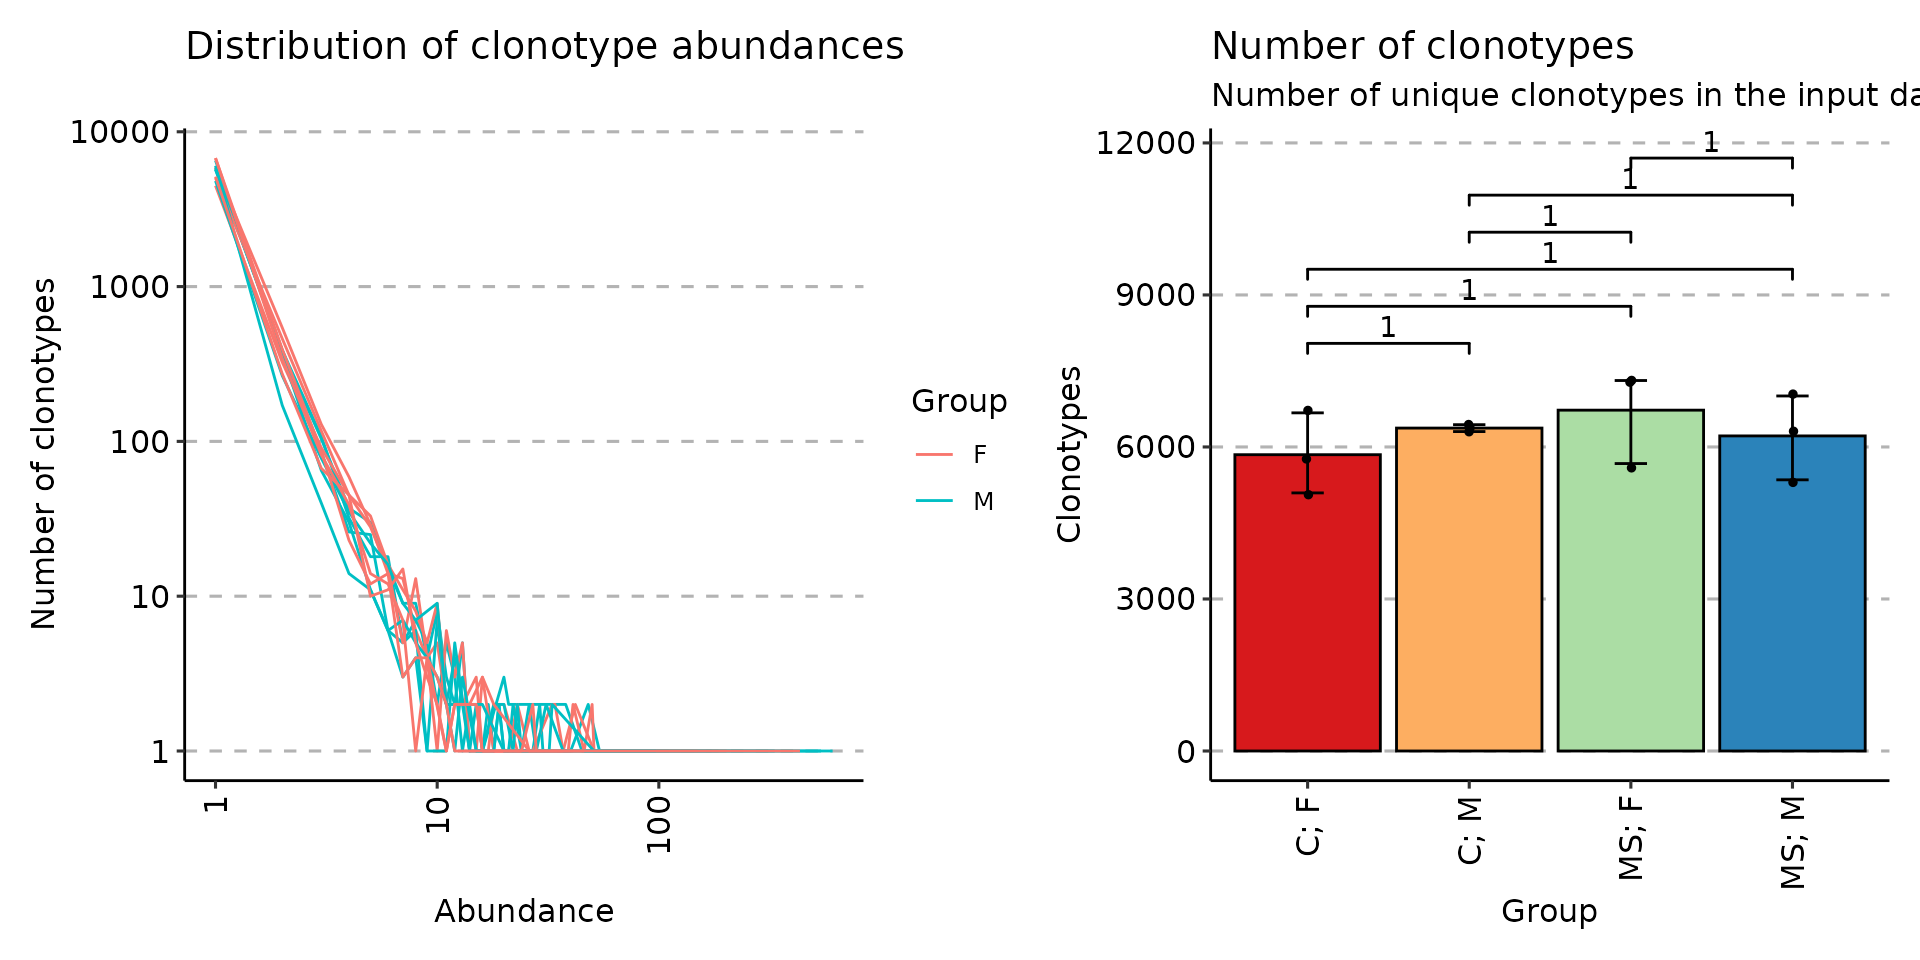 Distribution of clonotype abundances
10000
1000
100
10
1
Number of clonotypes
1
10
100
Abundance
Group
F
M
Number of clonotypes
Number of unique clonotypes in the input da
12000
9000
6000
3000
0
Clonotypes
1
1
1
1
1
1
C; F
C; M
MS; F
MS; M
Group